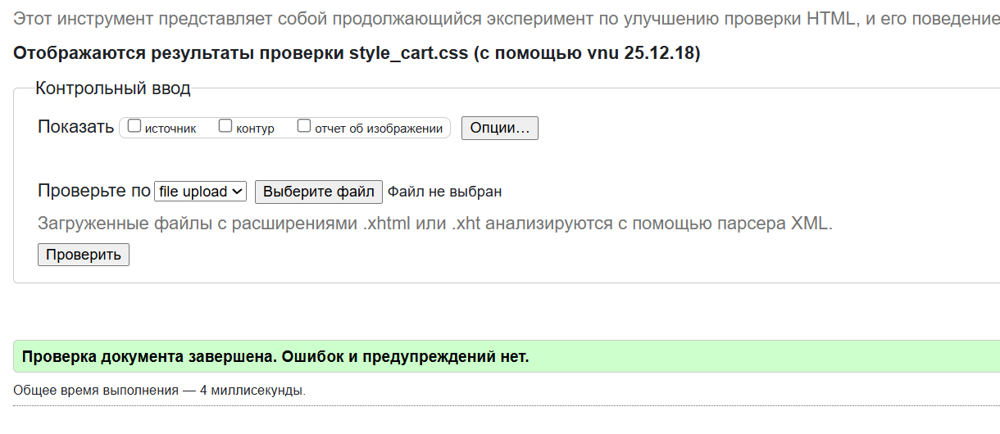 Этот инструмент представляет собой продолжающийся эксперимент по улучшению проверки HTML, и его поведение
Отображаются результаты проверки style_cart.css (с помощью vnu 25.12.18)
Контрольный ввод
Показать источник контур отчет об изображении Опции...
Проверьте по file upload Выберите файл Файл не выбран
Загруженные файлы с расширениями .xhtml или .xht анализируются с помощью парсера XML.
Проверить
Проверка документа завершена. Ошибок и предупреждений нет.
Общее время выполнения — 4 миллисекунды.